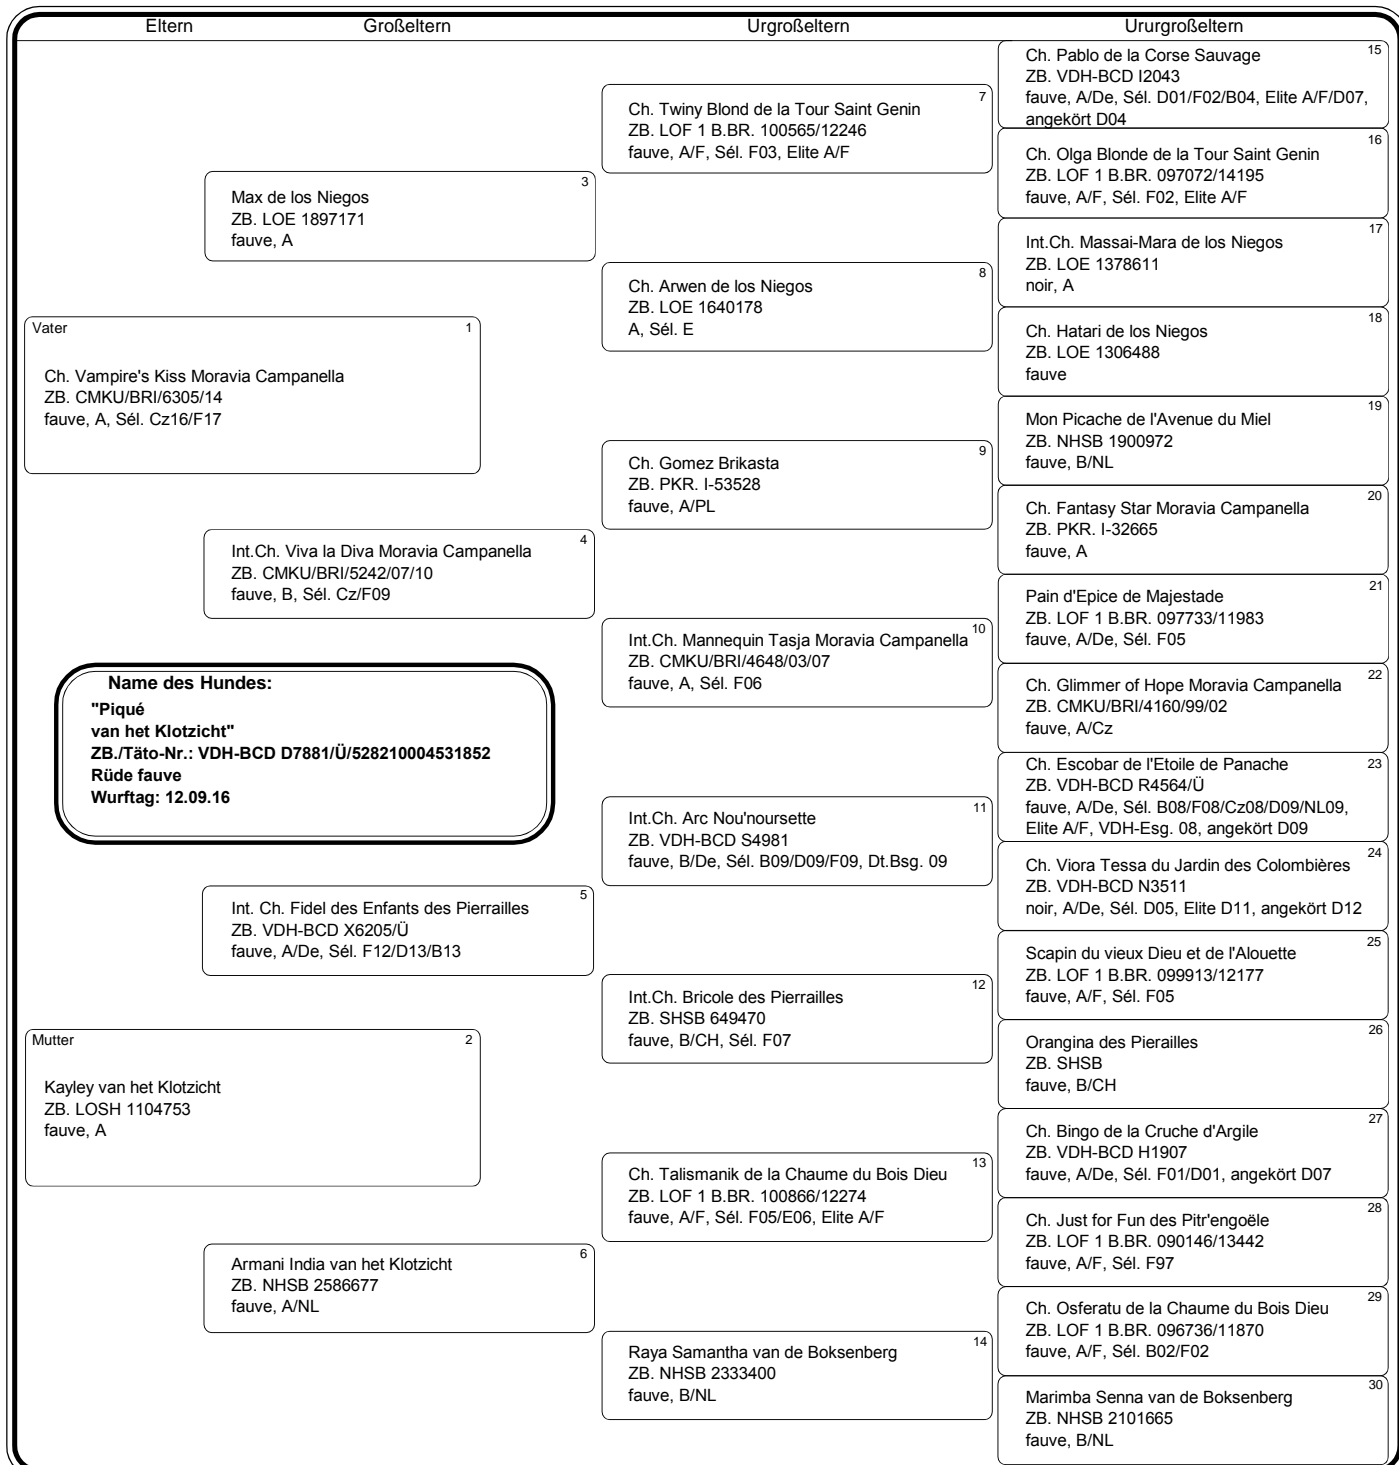 Eltern Großeltern Urgroßeltern Ururgroßeltern
Vater 1
Ch. Vampire's Kiss Moravia Campanella
ZB. CMKU/BRI/6305/14
fauve, A, Sél. Cz16/F17
Name des Hundes:
"Piqué
van het Klotzicht"
ZB./Täto-Nr.: VDH-BCD D7881/Ü/528210004531852
Rüde fauve
Wurftag: 12.09.16
Mutter 2
Kayley van het Klotzicht
ZB. LOSH 1104753
fauve, A
3
Max de los Niegos
ZB. LOE 1897171
fauve, A
4
Int.Ch. Viva la Diva Moravia Campanella
ZB. CMKU/BRI/5242/07/10
fauve, B, Sél. Cz/F09
5
Int. Ch. Fidel des Enfants des Pierrailles
ZB. VDH-BCD X6205/Ü
fauve, A/De, Sél. F12/D13/B13
6
Armani India van het Klotzicht
ZB. NHSB 2586677
fauve, A/NL
7
Ch. Twiny Blond de la Tour Saint Genin
ZB. LOF 1 B.BR. 100565/12246
fauve, A/F, Sél. F03, Elite A/F
8
Ch. Arwen de los Niegos
ZB. LOE 1640178
A, Sél. E
9
Ch. Gomez Brikasta
ZB. PKR. I-53528
fauve, A/PL
10
Int.Ch. Mannequin Tasja Moravia Campanella
ZB. CMKU/BRI/4648/03/07
fauve, A, Sél. F06
11
Int.Ch. Arc Nou'noursette
ZB. VDH-BCD S4981
fauve, B/De, Sél. B09/D09/F09, Dt.Bsg. 09
12
Int.Ch. Bricole des Pierrailles
ZB. SHSB 649470
fauve, B/CH, Sél. F07
13
Ch. Talismanik de la Chaume du Bois Dieu
ZB. LOF 1 B.BR. 100866/12274
fauve, A/F, Sél. F05/E06, Elite A/F
14
Raya Samantha van de Boksenberg
ZB. NHSB 2333400
fauve, B/NL
15
Ch. Pablo de la Corse Sauvage
ZB. VDH-BCD I2043
fauve, A/De, Sél. D01/F02/B04, Elite A/F/D07,
angekört D04
16
Ch. Olga Blonde de la Tour Saint Genin
ZB. LOF 1 B.BR. 097072/14195
fauve, A/F, Sél. F02, Elite A/F
17
Int.Ch. Massai-Mara de los Niegos
ZB. LOE 1378611
noir, A
18
Ch. Hatari de los Niegos
ZB. LOE 1306488
fauve
19
Mon Picache de l'Avenue du Miel
ZB. NHSB 1900972
fauve, B/NL
20
Ch. Fantasy Star Moravia Campanella
ZB. PKR. I-32665
fauve, A
21
Pain d'Epice de Majestade
ZB. LOF 1 B.BR. 097733/11983
fauve, A/De, Sél. F05
22
Ch. Glimmer of Hope Moravia Campanella
ZB. CMKU/BRI/4160/99/02
fauve, A/Cz
23
Ch. Escobar de l'Etoile de Panache
ZB. VDH-BCD R4564/Ü
fauve, A/De, Sél. B08/F08/Cz08/D09/NL09,
Elite A/F, VDH-Esg. 08, angekört D09
24
Ch. Viora Tessa du Jardin des Colombières
ZB. VDH-BCD N3511
noir, A/De, Sél. D05, Elite D11, angekört D12
25
Scapin du vieux Dieu et de l'Alouette
ZB. LOF 1 B.BR. 099913/12177
fauve, A/F, Sél. F05
26
Orangina des Pierailles
ZB. SHSB
fauve, B/CH
27
Ch. Bingo de la Cruche d'Argile
ZB. VDH-BCD H1907
fauve, A/De, Sél. F01/D01, angekört D07
28
Ch. Just for Fun des Pitr'engoële
ZB. LOF 1 B.BR. 090146/13442
fauve, A/F, Sél. F97
29
Ch. Osferatu de la Chaume du Bois Dieu
ZB. LOF 1 B.BR. 096736/11870
fauve, A/F, Sél. B02/F02
30
Marimba Senna van de Boksenberg
ZB. NHSB 2101665
fauve, B/NL